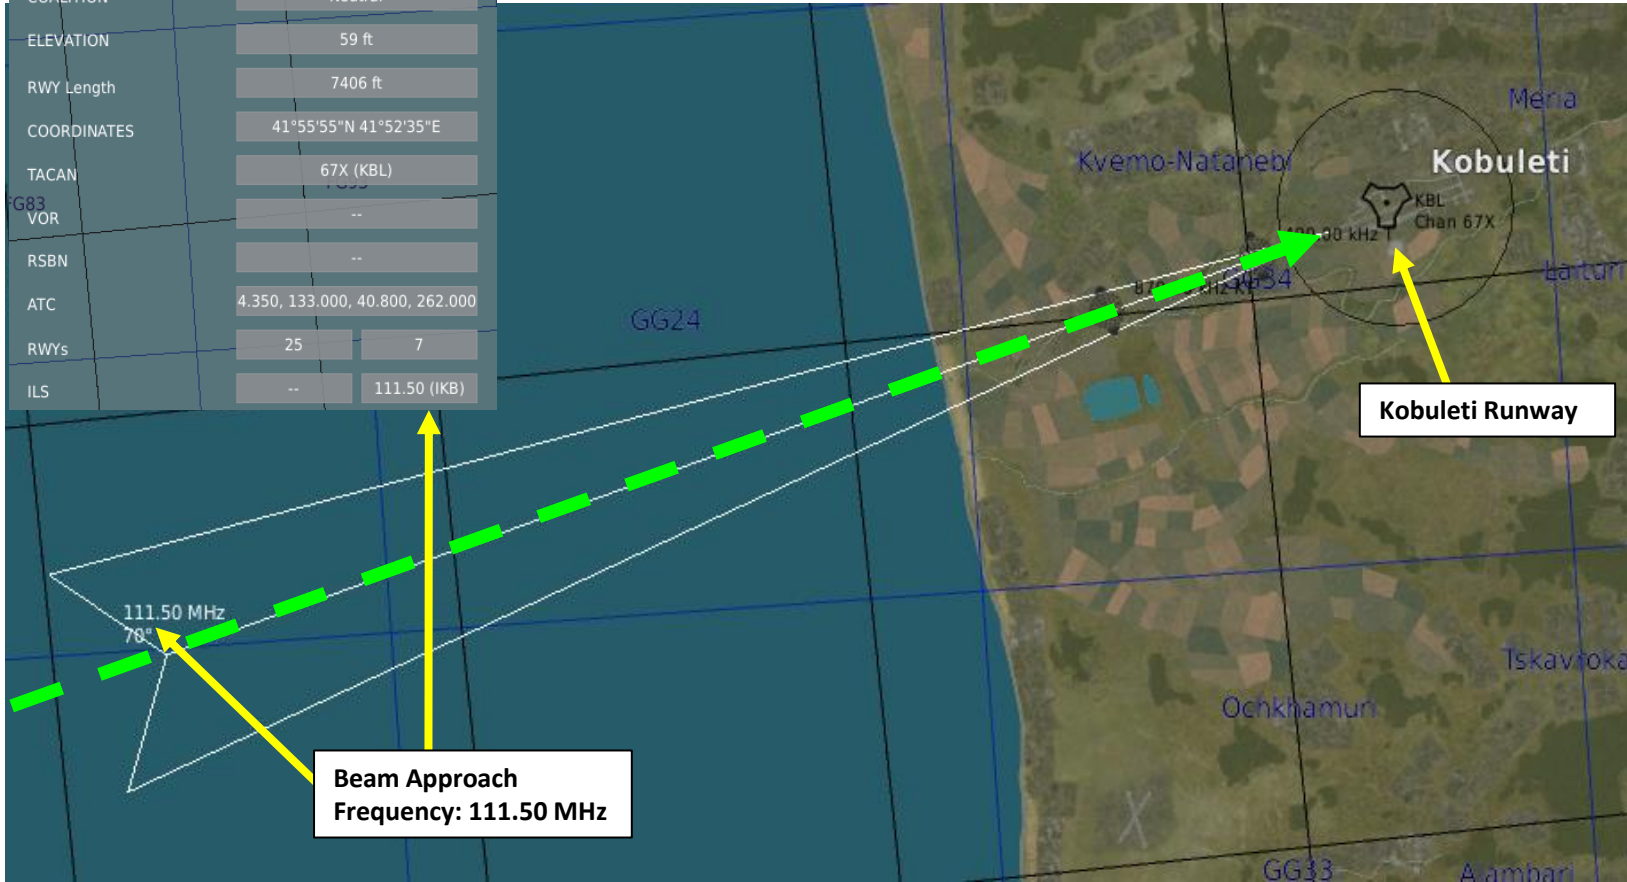 ELEVATION
59 ft
RWY Length
7406 ft
COORDINATES
41°55'55"N 41°52'35"E
TACAN
67X (KBL)
VOR
--
RSBN
--
ATC
4.350, 133.000, 40.800, 262.000
RWYs
25
7
ILS
--
111.50 (IKB)
Meria
Kvemo-Natanebi
Kobuleti
KBL
Chan 67X
GG24
Kobuleti Runway
111.50 MHz
70°
Tskavroka
Ochkhamuri
Beam Approach
Frequency: 111.50 MHz
GG33